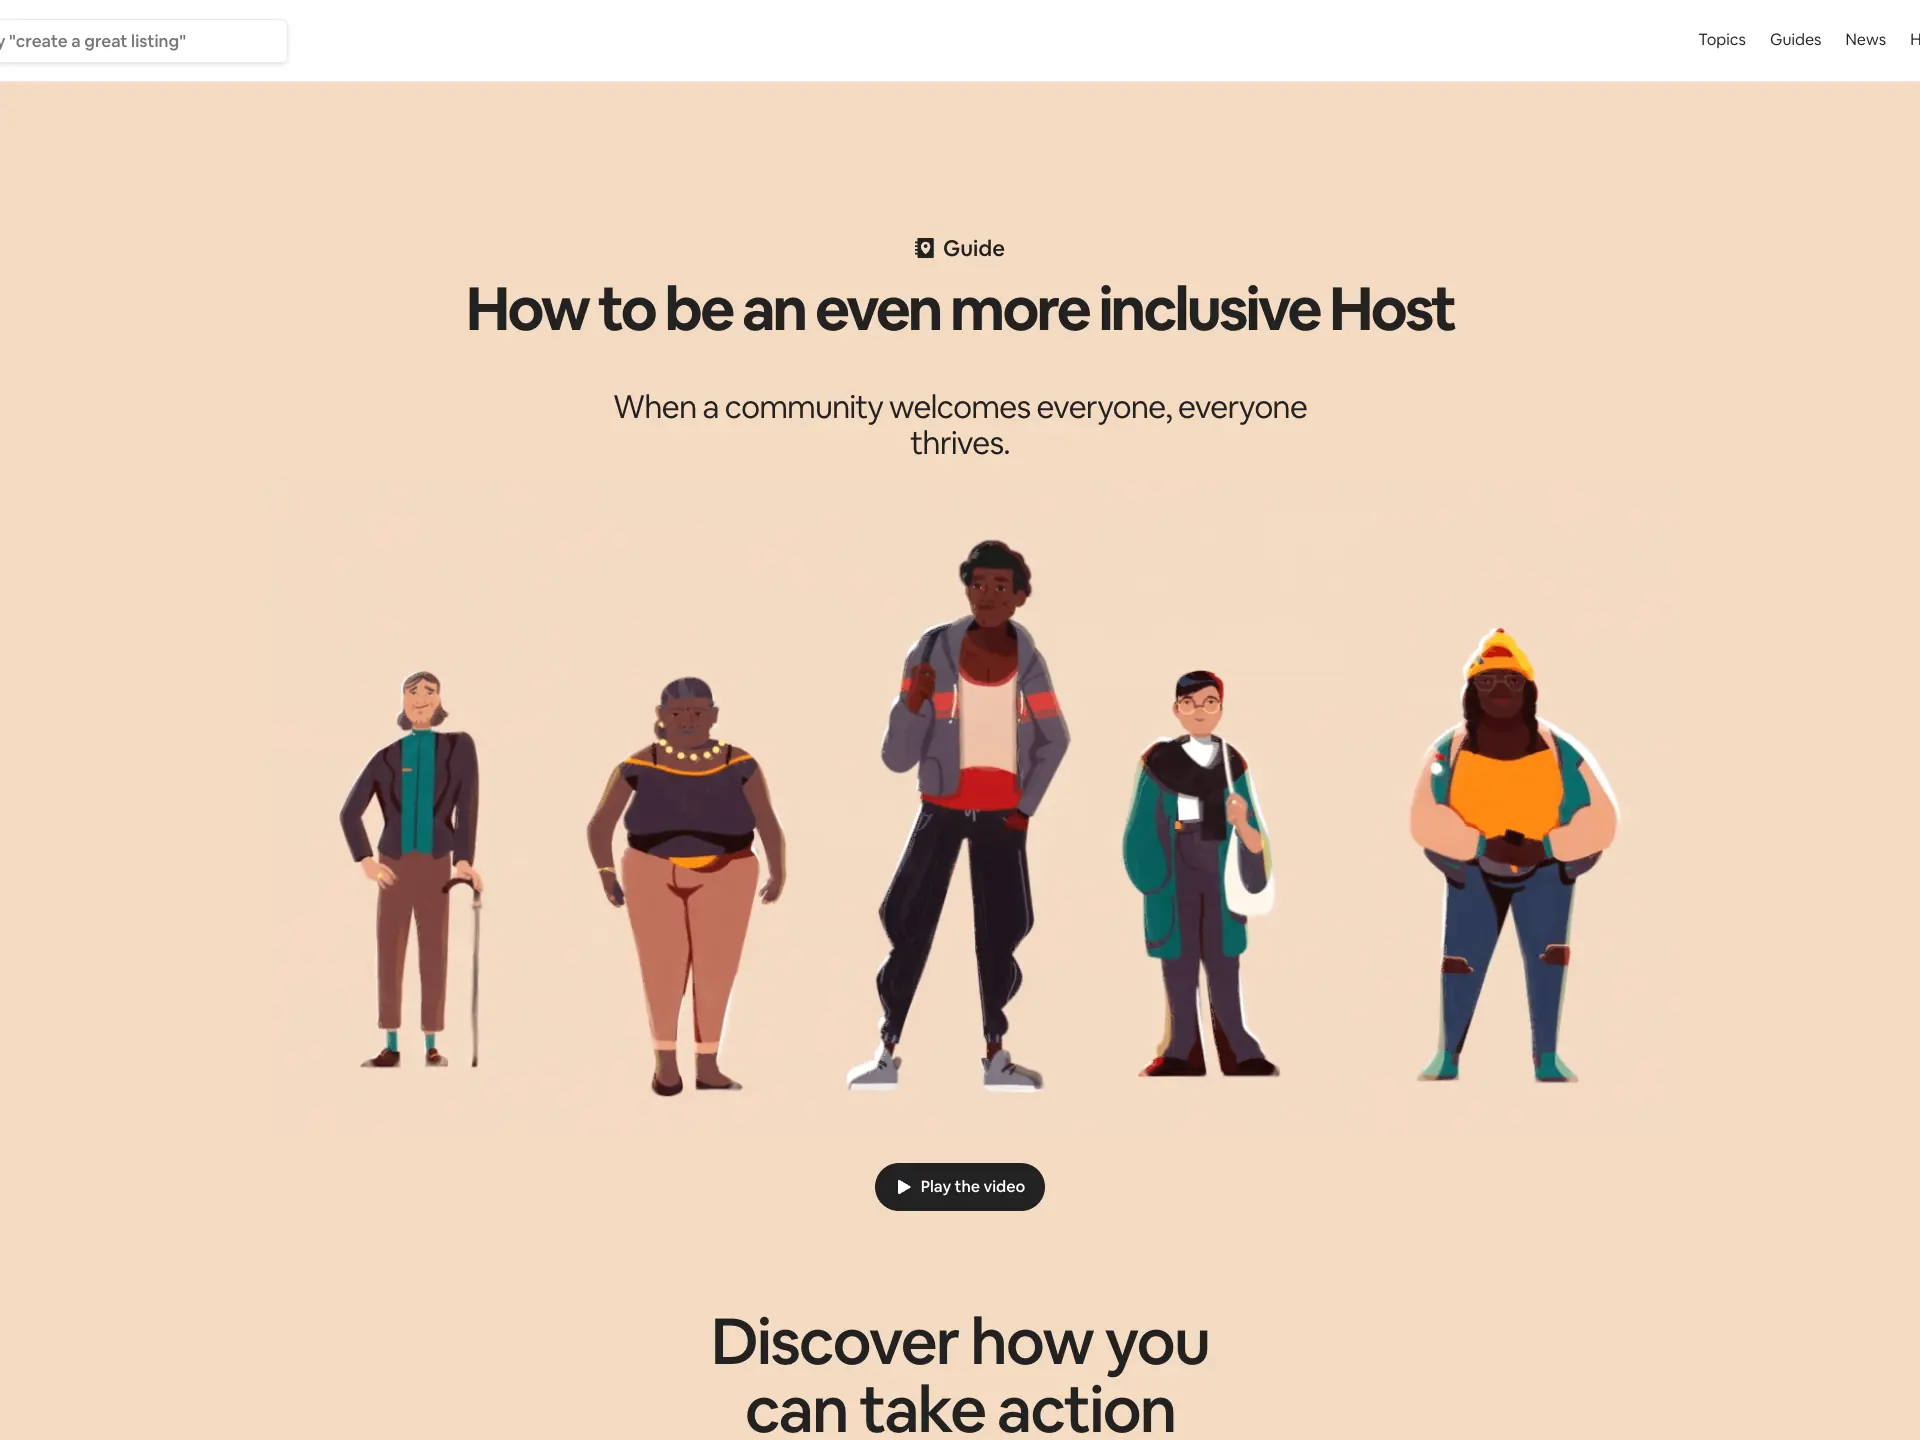 "create a great listing"
Topics Guides News
Guide
How to be an even more inclusive Host
When a community welcomes everyone, everyone
thrives.
Play the video
Discover how you
can take action